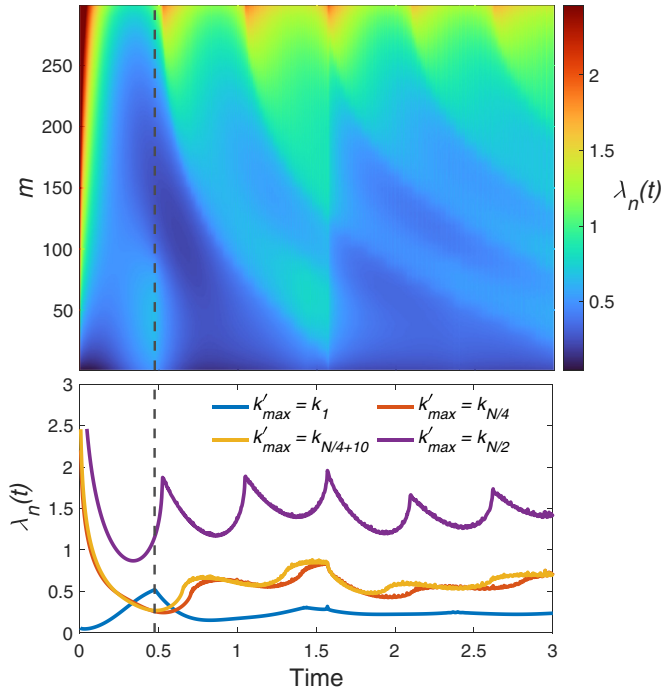 m
250
200
150
100
50
2
1.5
1
0.5
λn(t)
3
2.5
2
1.5
1
0.5
0
λn(t)
k′max = k1
k′max = kN/4
k′max = kN/4+10
k′max = kN/2
0 0.5 1 1.5 2 2.5 3
Time